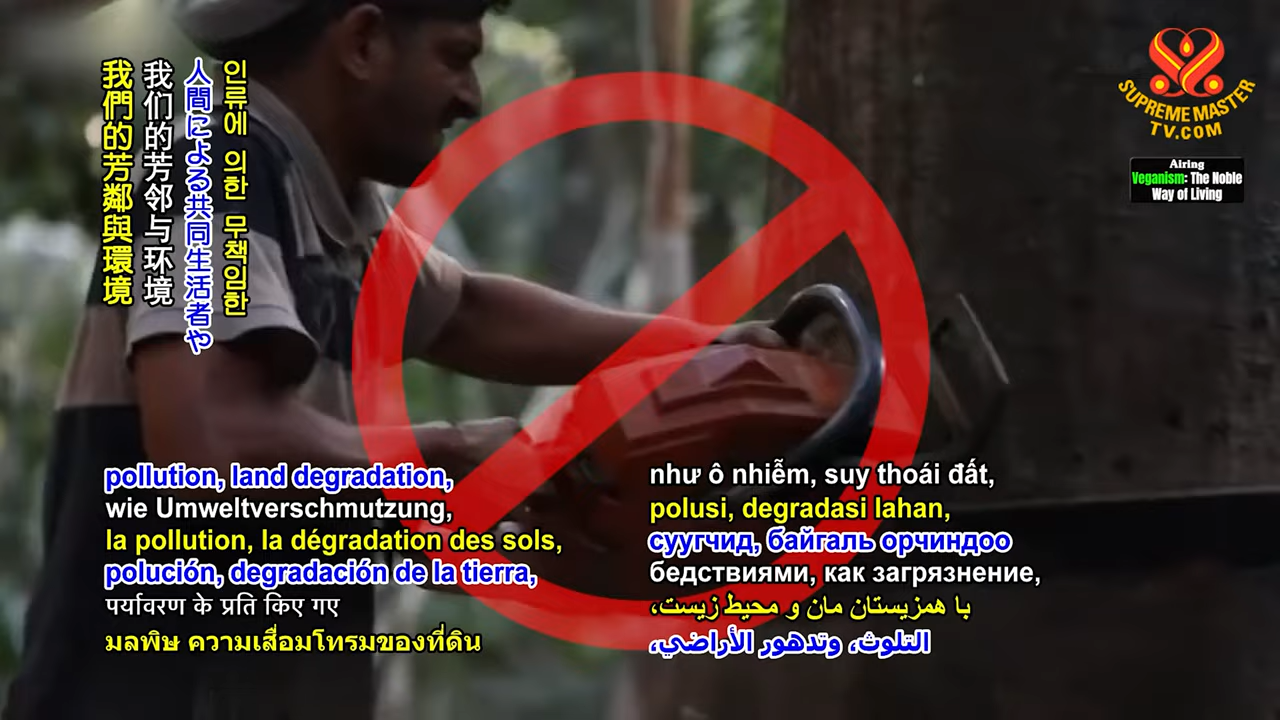 我們的芳鄰與環境
我们的芳邻与环境
人間による共同生活者や
인류에 의한 무책임한
SUPREME MASTER
TV.COM
Airing
Veganism: The Noble
Way of Living
pollution, land degradation,
wie Umweltverschmutzung,
la pollution, la dégradation des sols,
polución, degradación de la tierra,
पर्यावरण के प्रति किए गए
มลพิษ ความเสื่อมโทรมของที่ดิน
như ô nhiễm, suy thoái đất,
polusi, degradasi lahan,
суугчид, байгаль орчиндоо
бедствиями, как загрязнение,
با همزیستان مان و محیط زیست،
التلوث، وتدهور الأراضي،